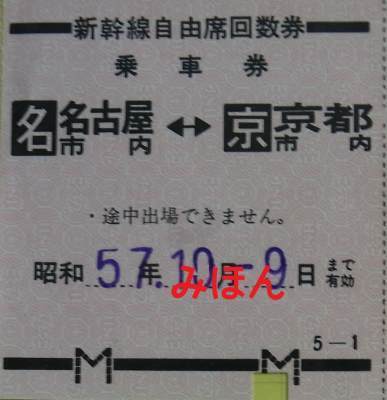 新幹線自由席回数券
乗車券
名 名古屋市内 ↔ 京 京都市内
・途中出場できません。
昭和 57年10月-9日 まで有効
みほん
5-1
M M